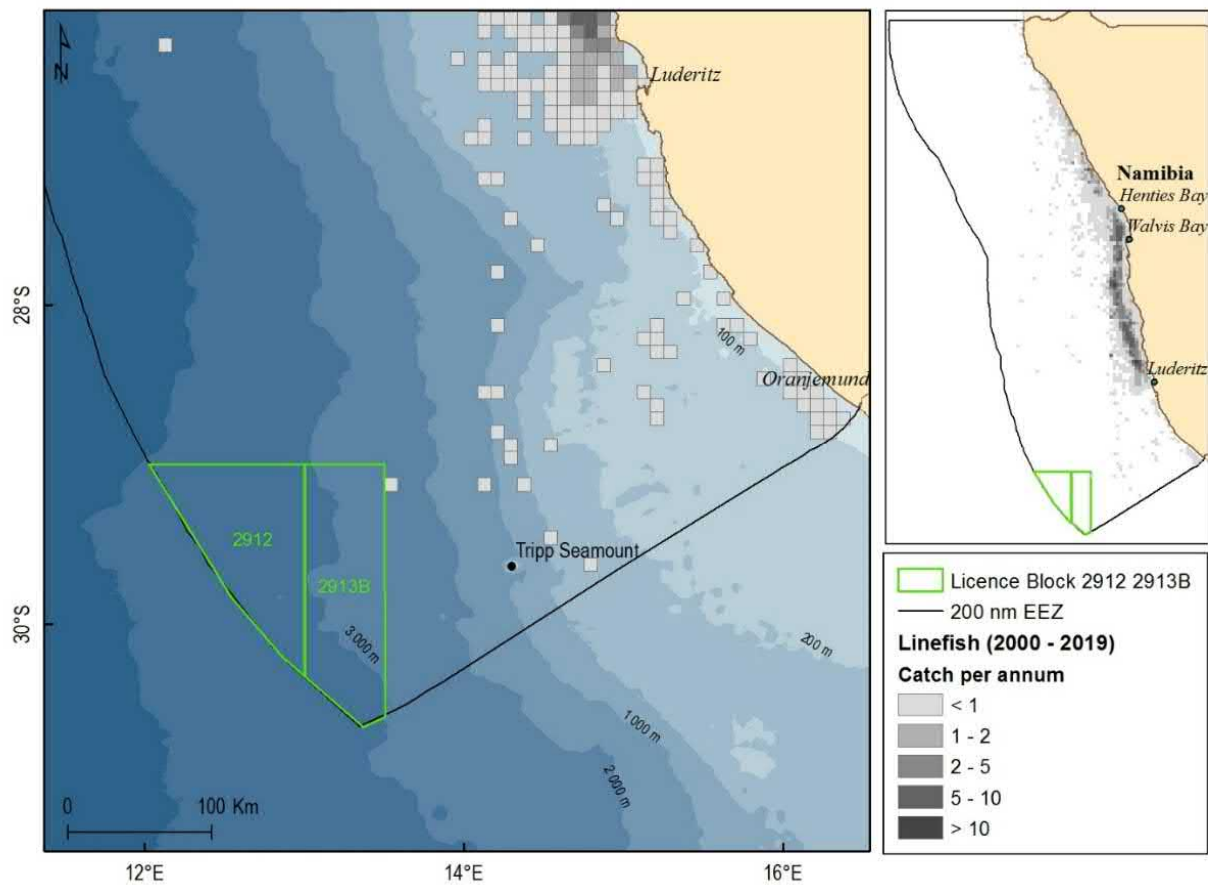 N
Luderitz
28°S
100 m
Oranjemund
2912
2913B
Tripp Seamount
30°S
3 000 m
200 m
1 000 m
2 000 m
0 100 Km
12°E 14°E 16°E
Namibia
Henties Bay
Walvis Bay
Luderitz
Licence Block 2912 2913B
200 nm EEZ
Linefish (2000 - 2019)
Catch per annum
< 1
1 - 2
2 - 5
5 - 10
> 10